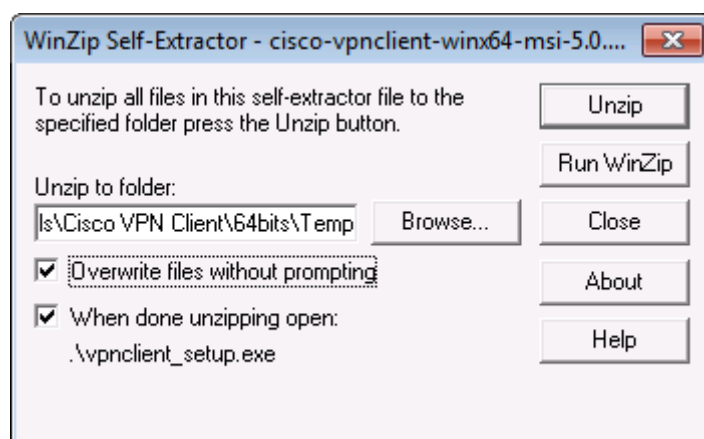 WinZip Self-Extractor - cisco-vpnclient-winx64-msi-5.0....
To unzip all files in this self-extractor file to the
specified folder press the Unzip button.
Unzip to folder:
ls\Cisco VPN Client\64bits\Temp
Browse...
Overwrite files without prompting
When done unzipping open:
.\vpnclient_setup.exe
Unzip
Run WinZip
Close
About
Help